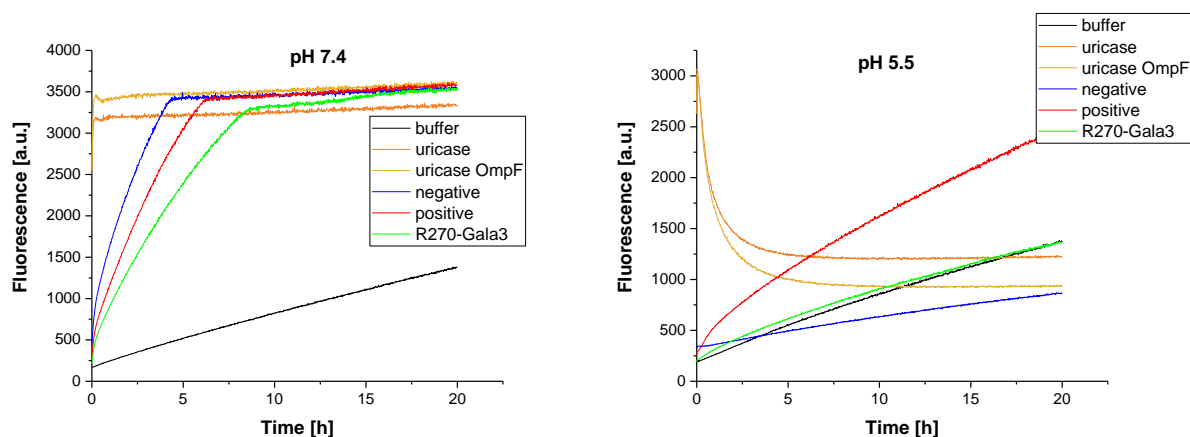 pH 7.4
Fluorescence [a.u.]
4000
3500
3000
2500
2000
1500
1000
500
0
buffer
uricase
uricase OmpF
negative
positive
R270-Gala3
0 5 10 15 20
Time [h]
pH 5.5
Fluorescence [a.u.]
3000
2500
2000
1500
1000
500
0
buffer
uricase
uricase OmpF
negative
positive
R270-Gala3
0 5 10 15 20
Time [h]